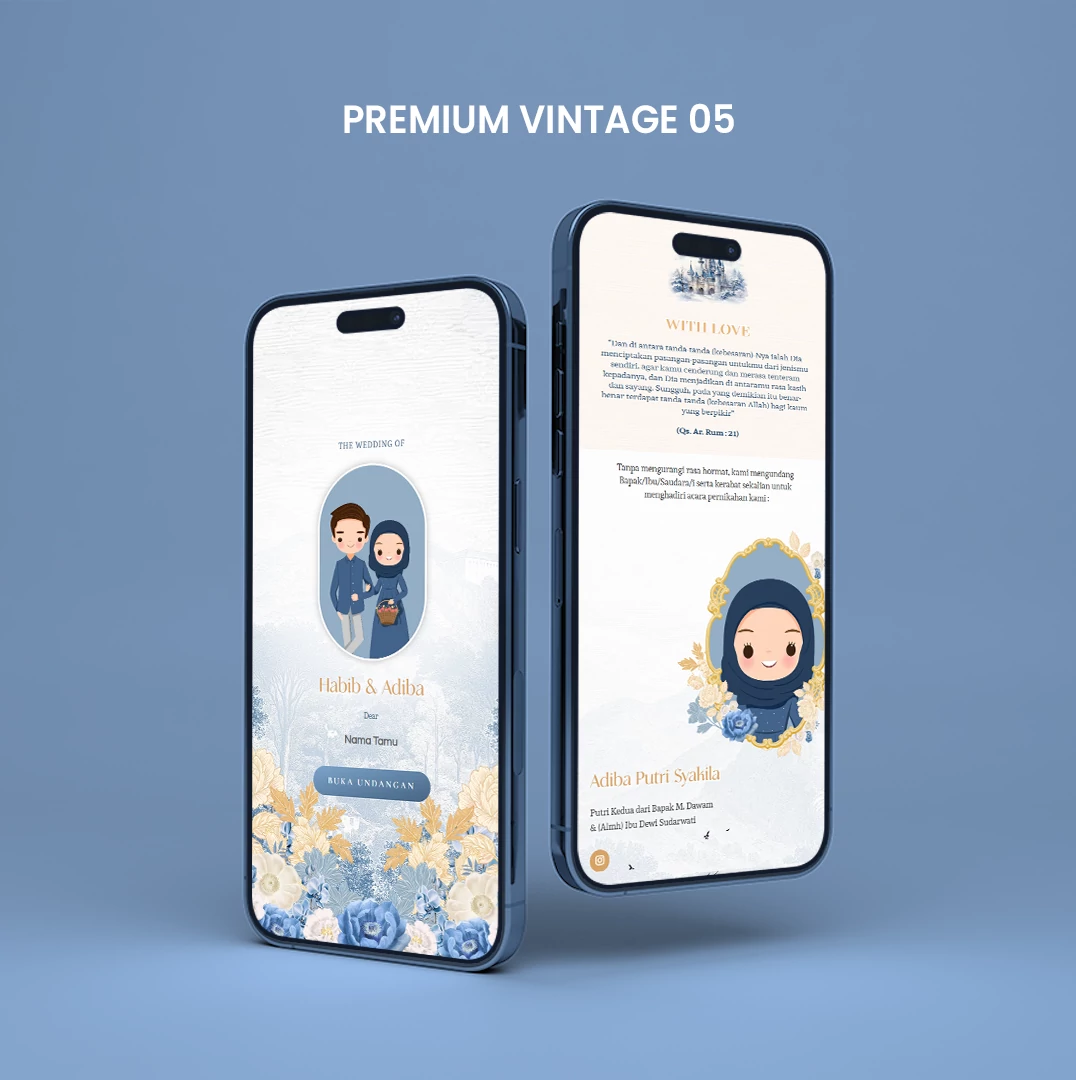 PREMIUM VINTAGE 05
THE WEDDING OF
Habib & Adiba
Dear
Nama Tamu
BUKA UNDANGAN
WITH LOVE
"Dan di antara tanda tanda (kebesaran) Nya ialah Dia
menciptakan pasangan-pasangan untukmu dari jenismu
sendiri, agar kamu cenderung dan merasa tenteram
kepadanya, dan Dia menjadikan di antaramu rasa kasih
dan sayang. Sungguh, pada yang demikian itu benar-
benar terdapat tanda tanda (kebesaran Allah) bagi kaum
yang berpikir"
(Qs. Ar. Rum : 21)
Tanpa mengurangi rasa hormat, kami mengundang
Bapak/Ibu/Saudara/I serta kerabat sekalian untuk
menghadiri acara pernikahan kami :
Adiba Putri Syakila
Putri Kedua dari Bapak M. Dawam
& (Almh) Ibu Dewi Sudarwati